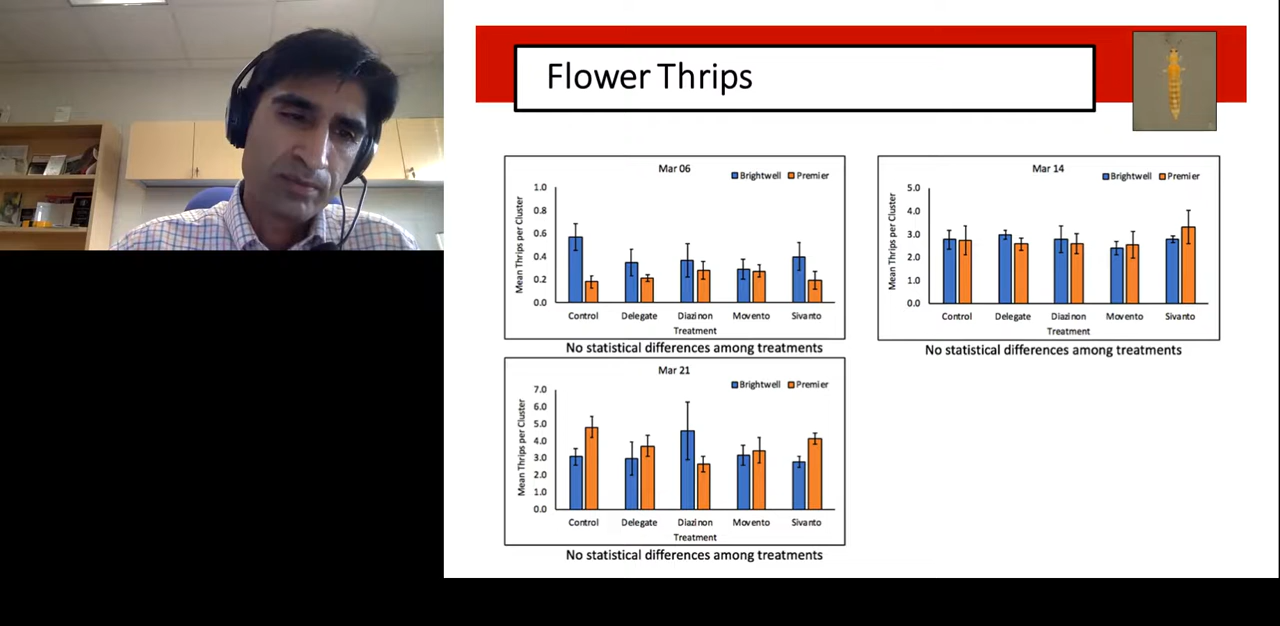 Flower Thrips
Mar 06
Brightwell Premier
Mean Thrips per Cluster
1.0
0.8
0.6
0.4
0.2
0.0
Control Delegate Diazinon Movento Sivanto
Treatment
No statistical differences among treatments
Mar 14
Brightwell Premier
Mean Thrips per Cluster
5.0
4.0
3.0
2.0
1.0
0.0
Control Delegate Diazinon Movento Sivanto
Treatment
No statistical differences among treatments
Mar 21
Brightwell Premier
Mean Thrips per Cluster
7.0
6.0
5.0
4.0
3.0
2.0
1.0
0.0
Control Delegate Diazinon Movento Sivanto
Treatment
No statistical differences among treatments